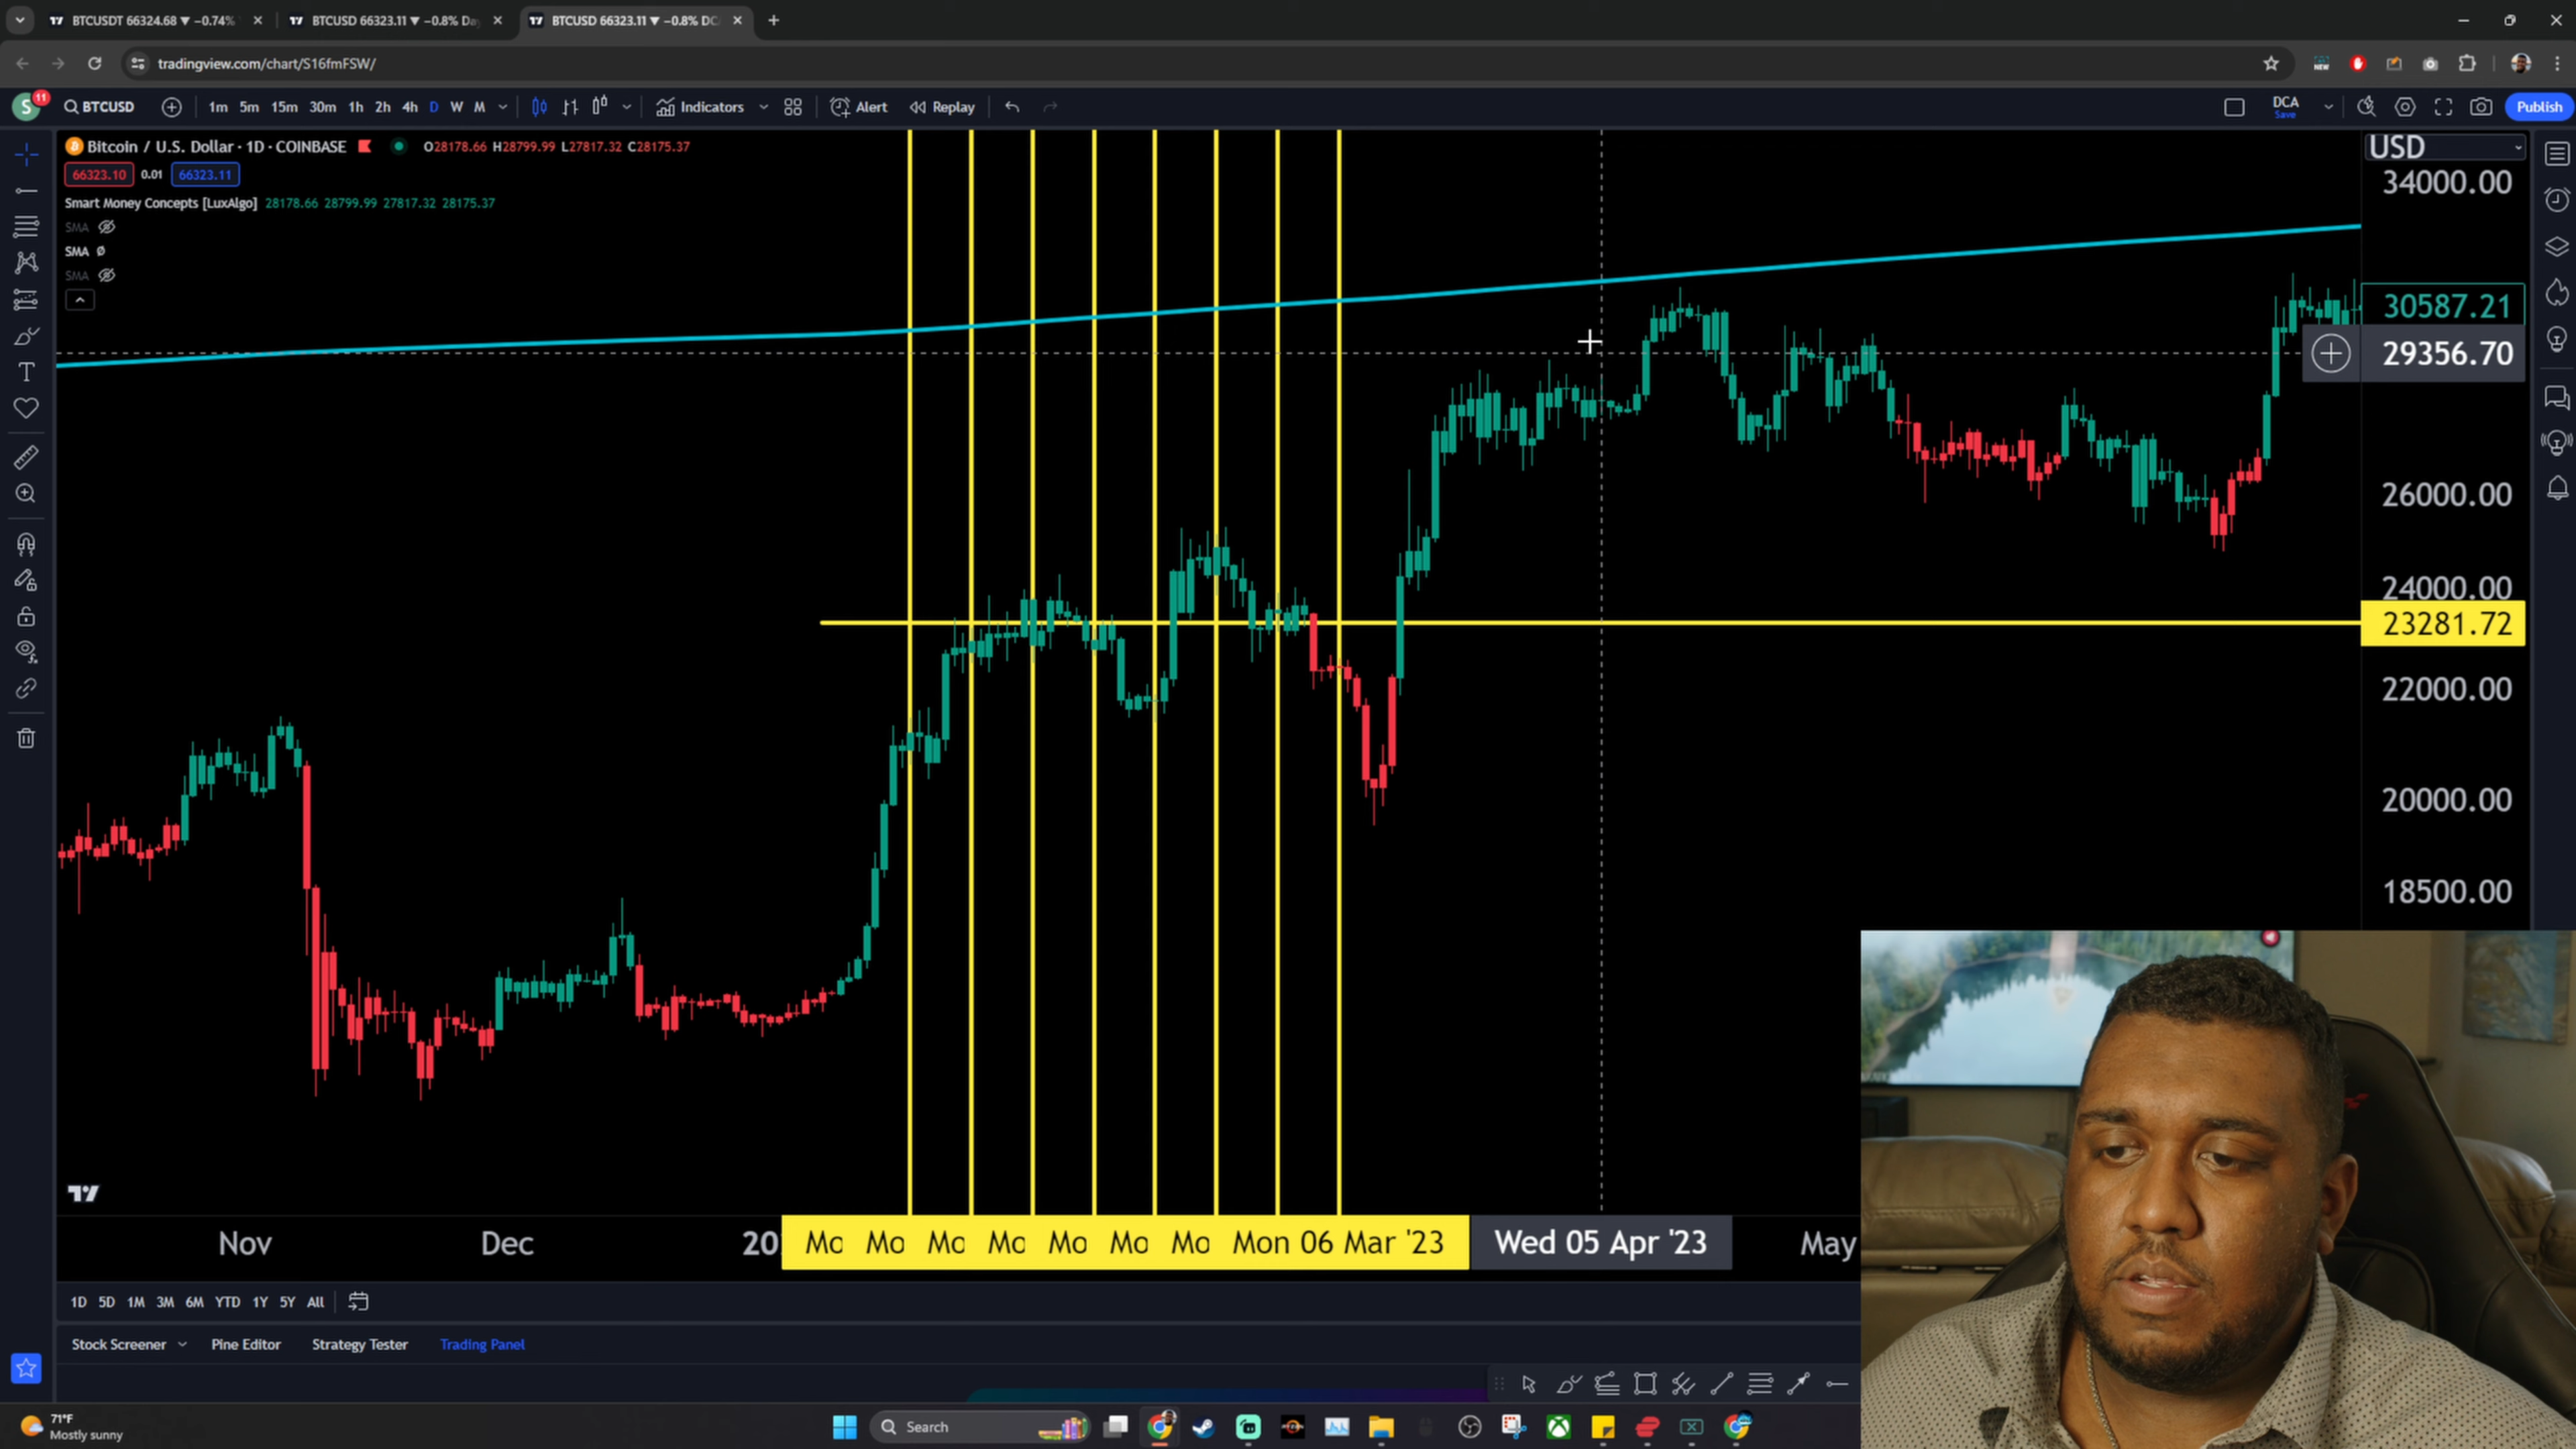 BTCUSDT 66324.68 ▼ −0.74%
BTCUSD 66323.11 ▼ −0.8% Da
BTCUSD 66323.11 ▼ −0.8% DC
tradingview.com/chart/S16fmFSW/
NEW
S 11 BTCUSD 1m 5m 15m 30m 1h 2h 4h D W M Indicators Alert Replay DCA Save Publish
Bitcoin / U.S. Dollar · 1D · COINBASE O28178.66 H28799.99 L27817.32 C28175.37
66323.10 0.01 66323.11
Smart Money Concepts [LuxAlgo] 28178.66 28799.99 27817.32 28175.37
SMA
SMA
SMA
USD
34000.00
30587.21
29356.70
26000.00
24000.00
23281.72
22000.00
20000.00
18500.00
Nov Dec 20 Mo Mo Mo Mo Mo Mo Mo Mon 06 Mar '23 Wed 05 Apr '23 May
1D 5D 1M 3M 6M YTD 1Y 5Y All
Stock Screener Pine Editor Strategy Tester Trading Panel
71°F
Mostly sunny
Search